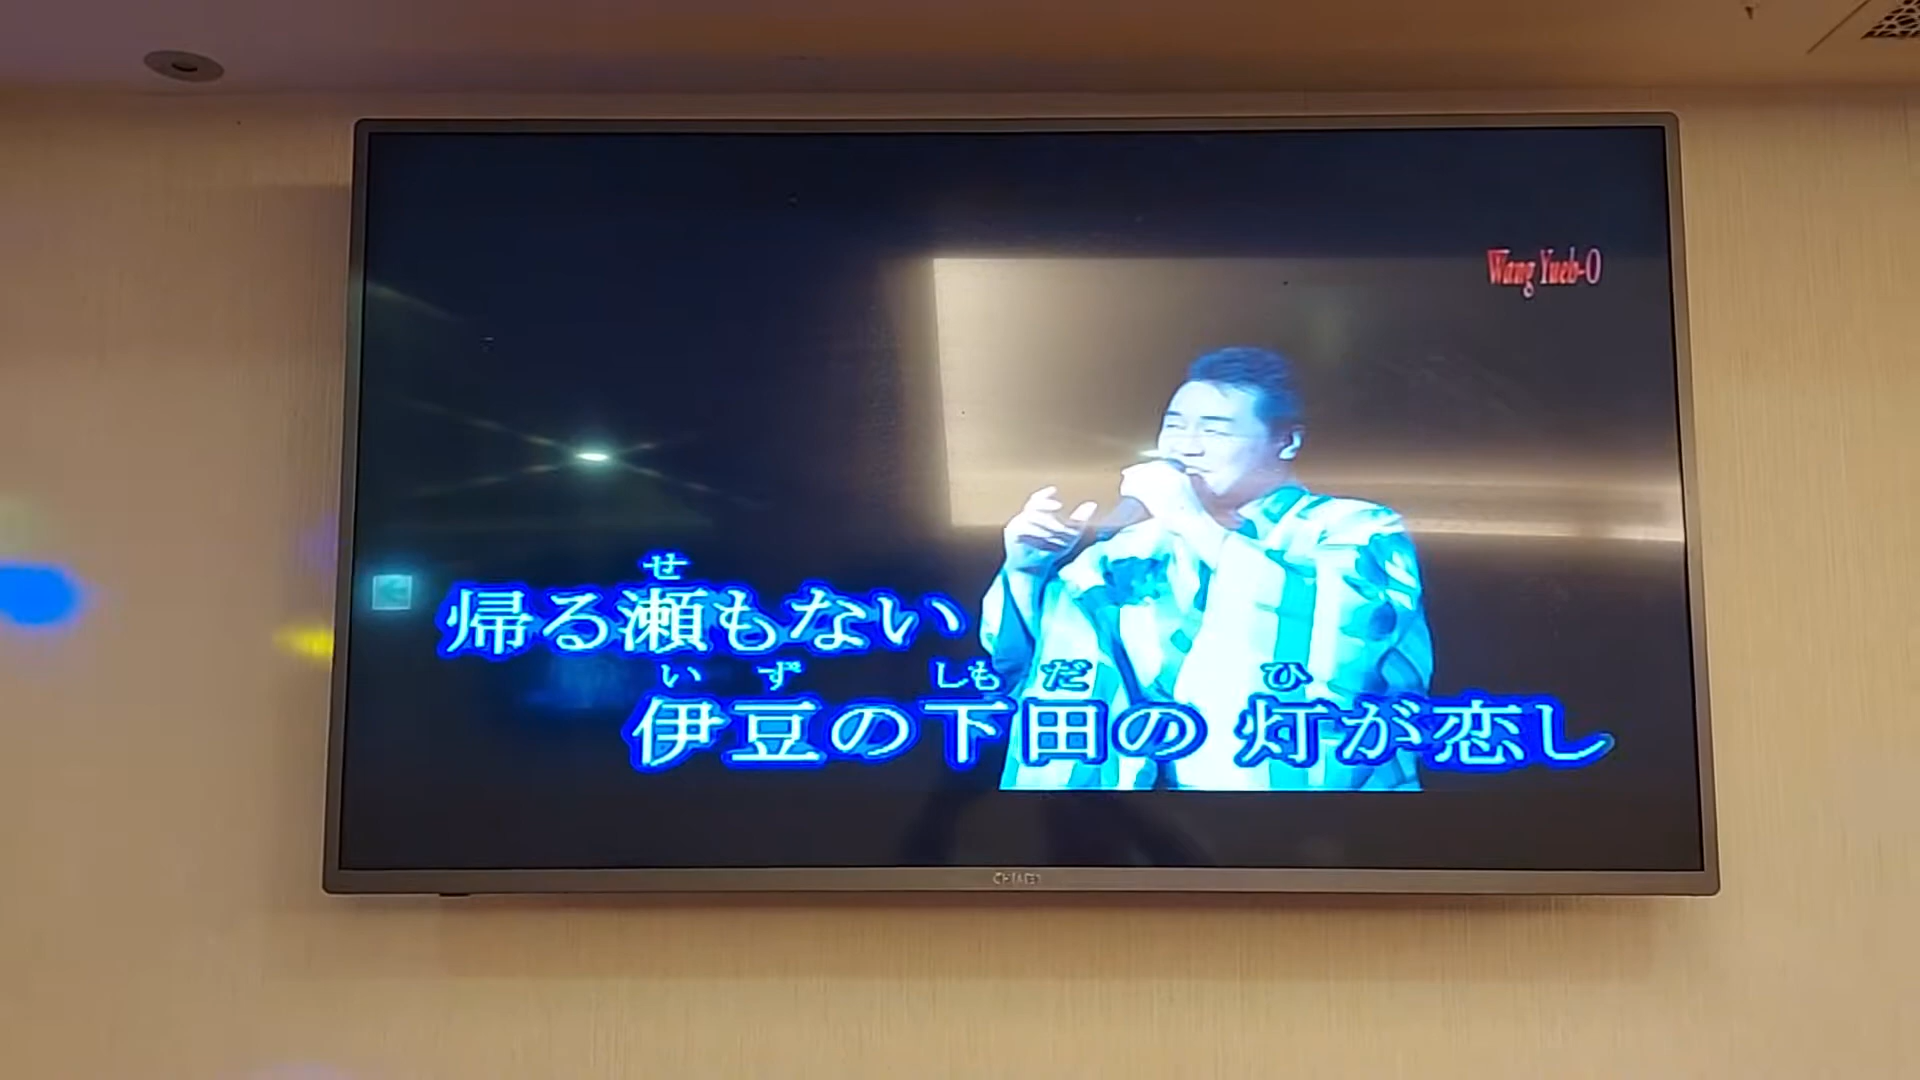 Wang Yueh-O
せ
帰る瀬もない
いず しもだ ひ
伊豆の下田の 灯が恋し